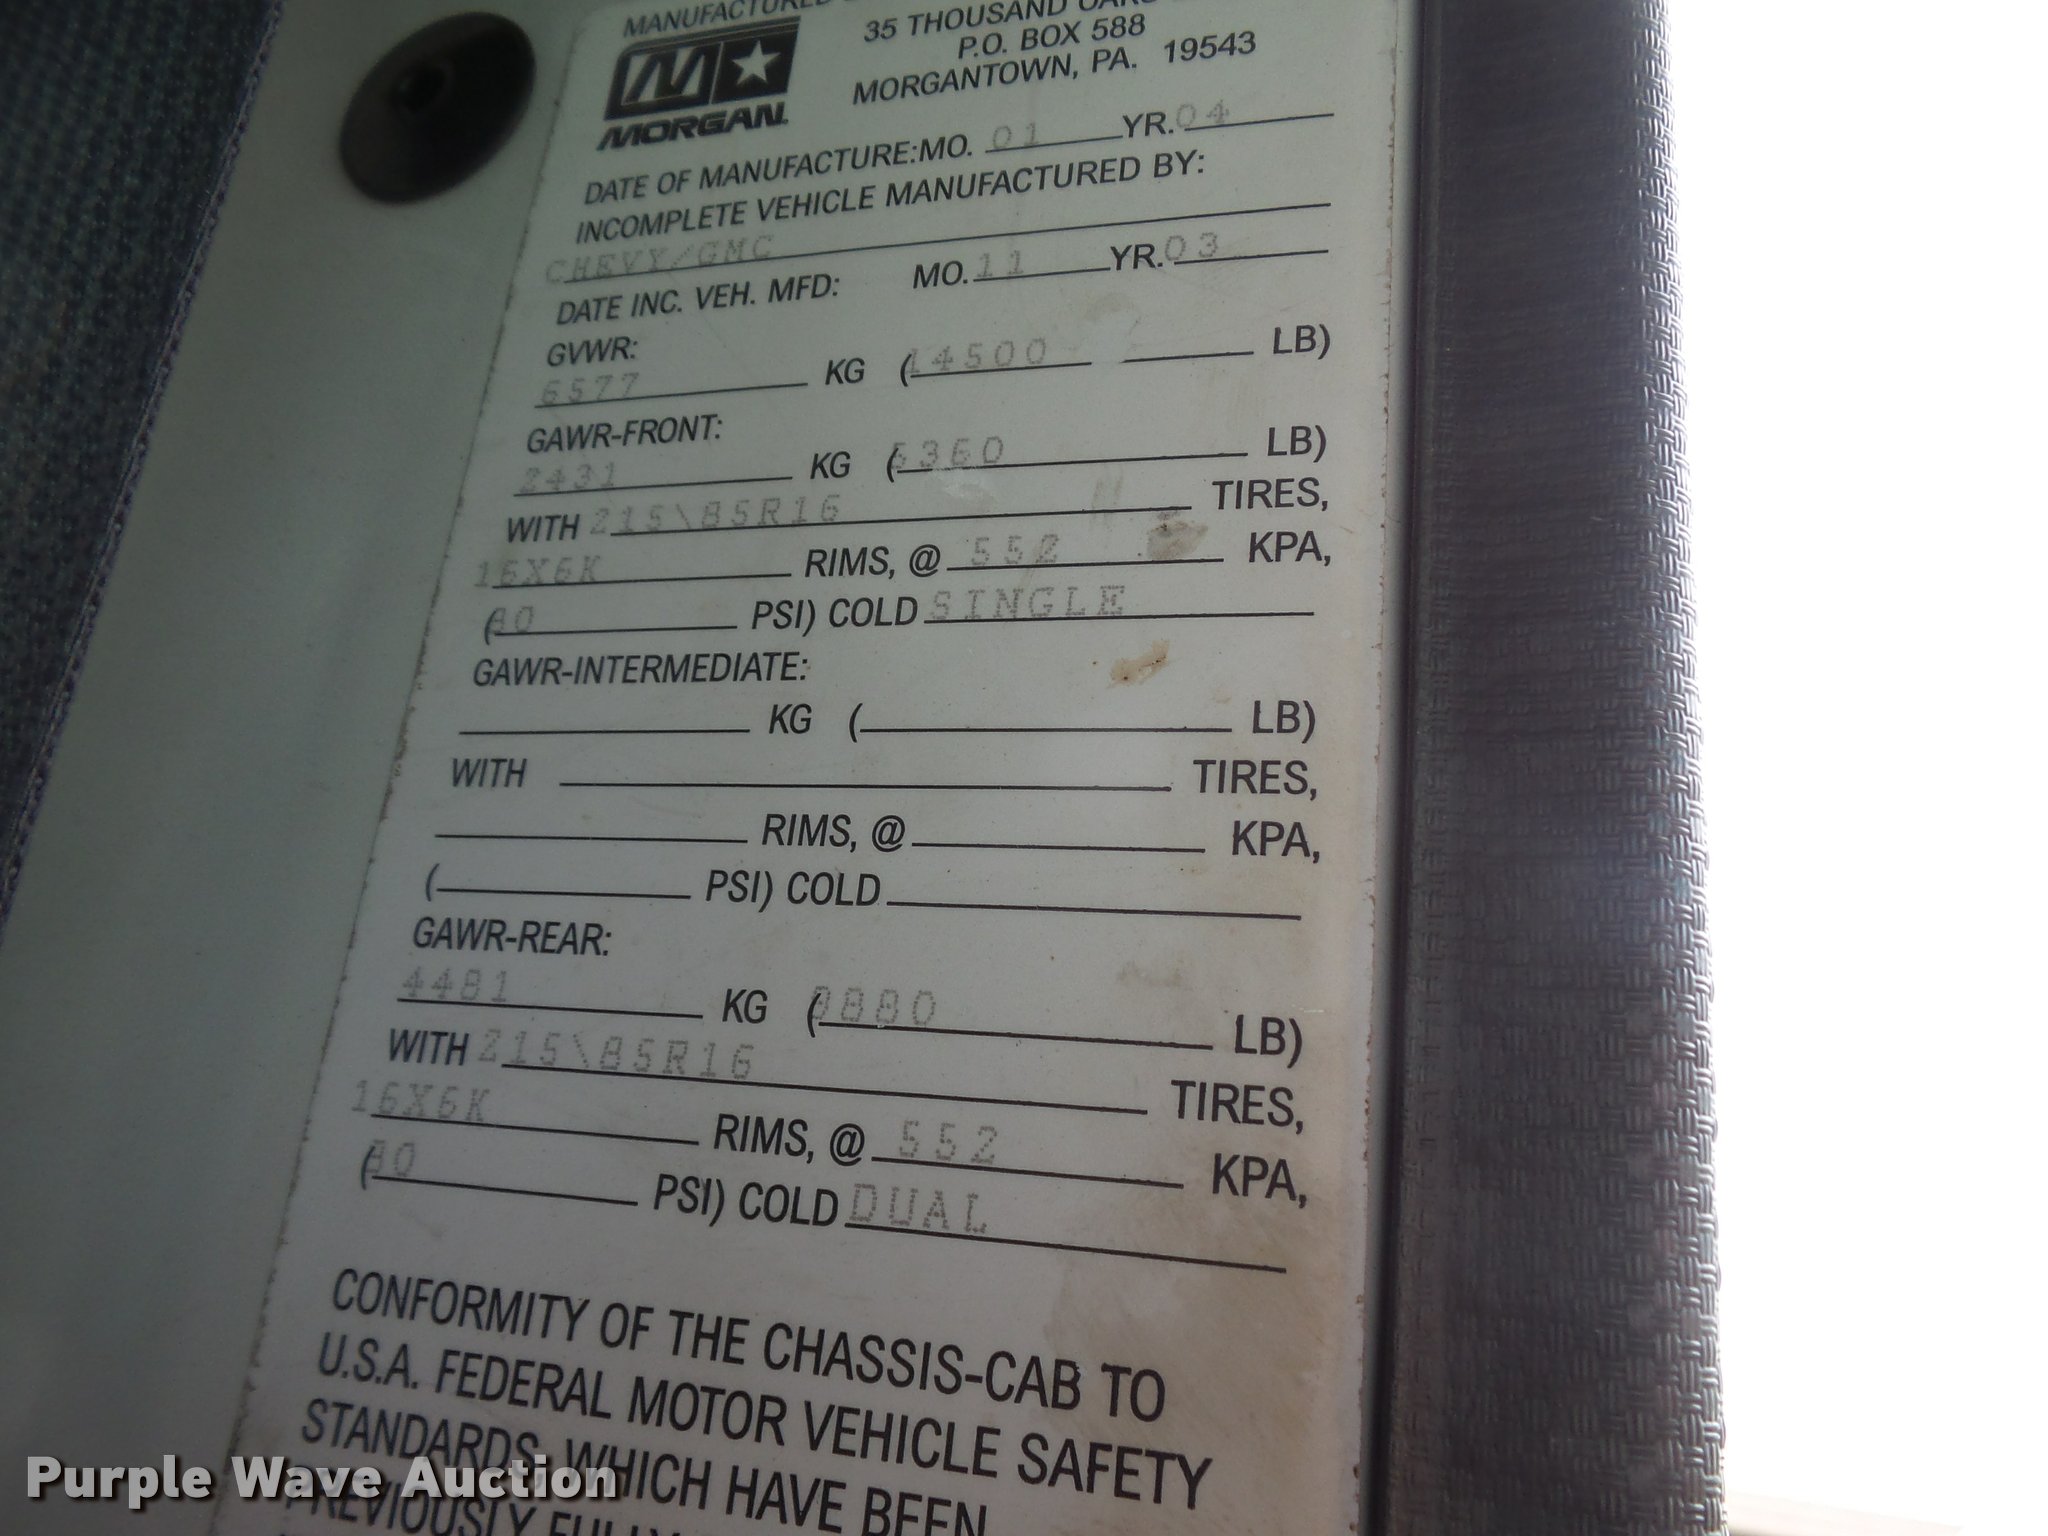 MANUFACTURED
MORGAN
35 THOUSAND OAKS
P.O. BOX 588
MORGANTOWN, PA. 19543
DATE OF MANUFACTURE:MO. 01 YR. 04
INCOMPLETE VEHICLE MANUFACTURED BY:
CHEVY/GMC
DATE INC. VEH. MFD: MO. 11 YR. 03
GVWR:
6577 KG (14500 LB)
GAWR-FRONT:
2431 KG (5360 LB)
WITH 215\85R16 TIRES,
16X6K RIMS, @ 552 KPA,
(80 PSI) COLD SINGLE
GAWR-INTERMEDIATE:
KG ( LB)
WITH TIRES,
RIMS, @ KPA,
( PSI) COLD
GAWR-REAR:
4481 KG (9880 LB)
WITH 215\85R16 TIRES,
16X6K RIMS, @ 552 KPA,
(80 PSI) COLD DUAL
CONFORMITY OF THE CHASSIS-CAB TO
U.S.A. FEDERAL MOTOR VEHICLE SAFETY
STANDARDS, WHICH HAVE BEEN
PREVIOUSLY FULLY
Purple Wave Auction